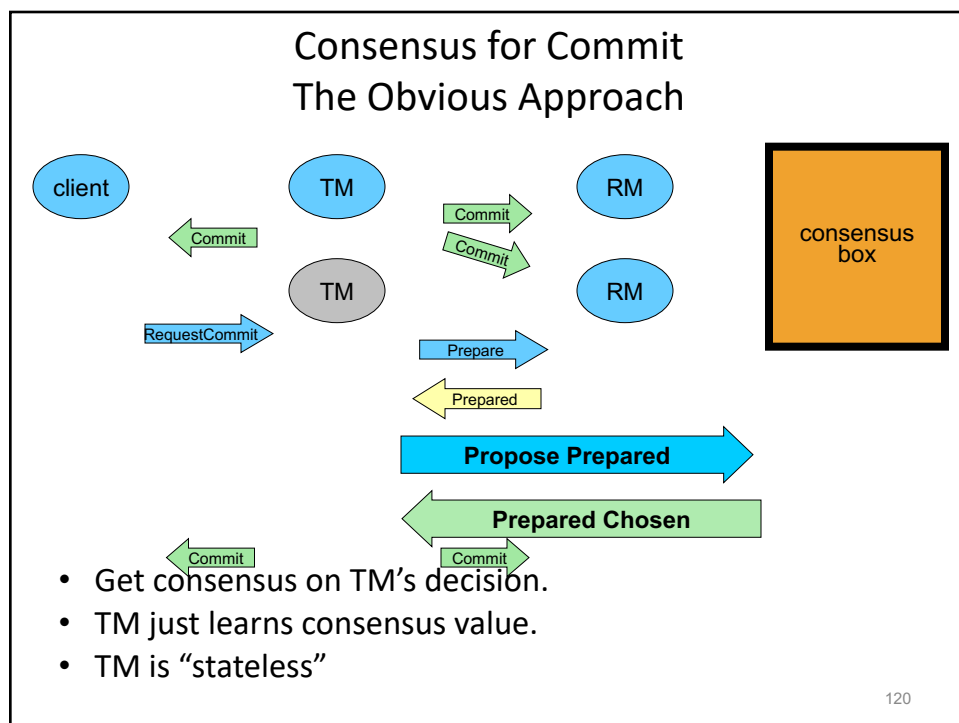 Consensus for Commit
The Obvious Approach
client
TM
RM
Commit
Commit
Commit
consensus
box
TM
RM
RequestCommit
Prepare
Prepared
Propose Prepared
Prepared Chosen
Commit
Commit
• Get consensus on TM’s decision.
• TM just learns consensus value.
• TM is “stateless”
120